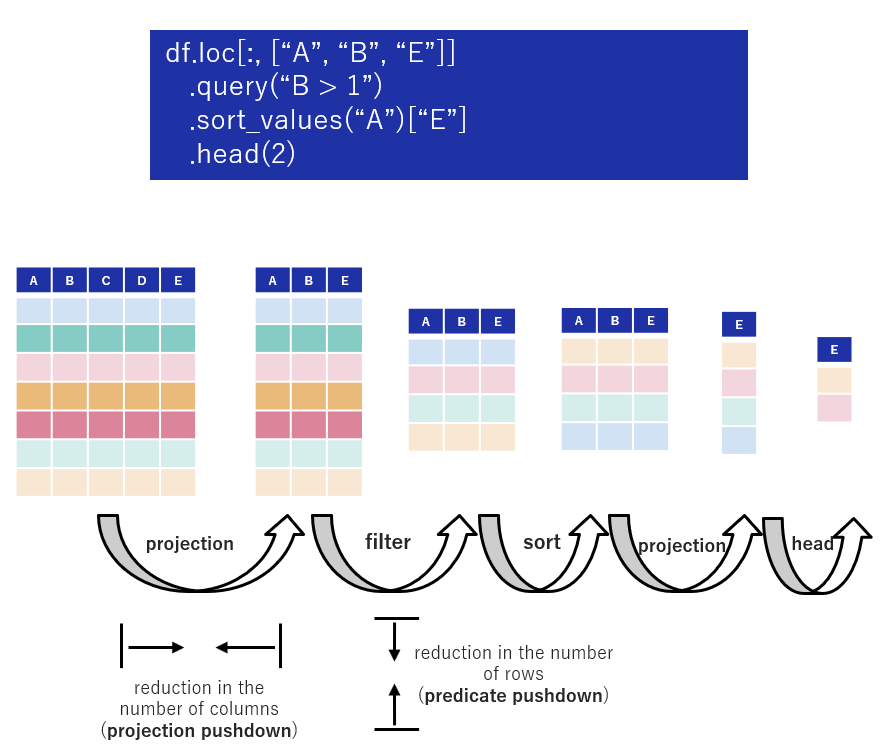 df.loc[:, [“A”, “B”, “E”]]
.query(“B > 1”)
.sort_values(“A”)[“E”]
.head(2)
A B C D E
A B E
A B E
A B E
E
E
projection
filter
sort
projection
head
reduction in the
number of columns
(projection pushdown)
reduction in the number
of rows
(predicate pushdown)